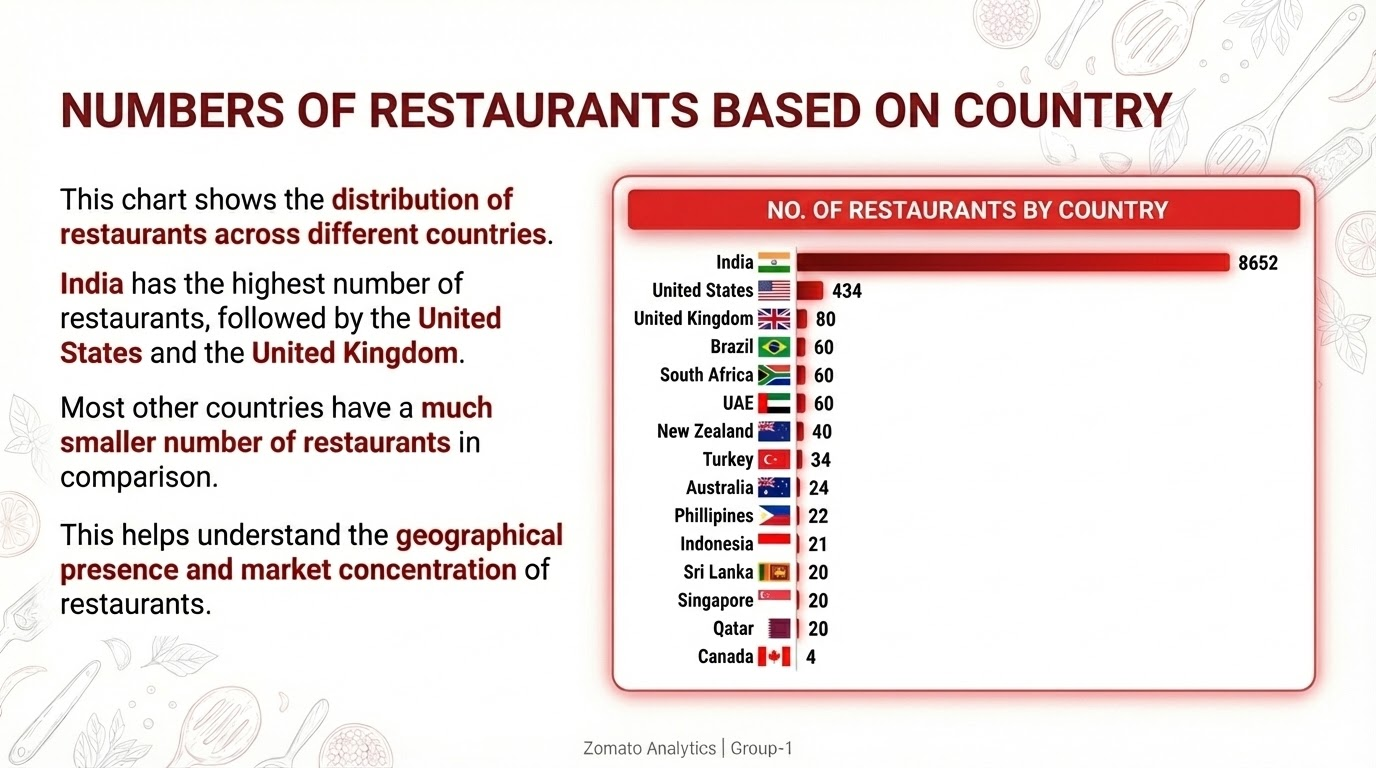 NUMBERS OF RESTAURANTS BASED ON COUNTRY
This chart shows the distribution of
restaurants across different countries.
India has the highest number of
restaurants, followed by the United
States and the United Kingdom.
Most other countries have a much
smaller number of restaurants in
comparison.
This helps understand the geographical
presence and market concentration of
restaurants.
NO. OF RESTAURANTS BY COUNTRY
India 8652
United States 434
United Kingdom 80
Brazil 60
South Africa 60
UAE 60
New Zealand 40
Turkey 34
Australia 24
Phillipines 22
Indonesia 21
Sri Lanka 20
Singapore 20
Qatar 20
Canada 4
Zomato Analytics | Group-1